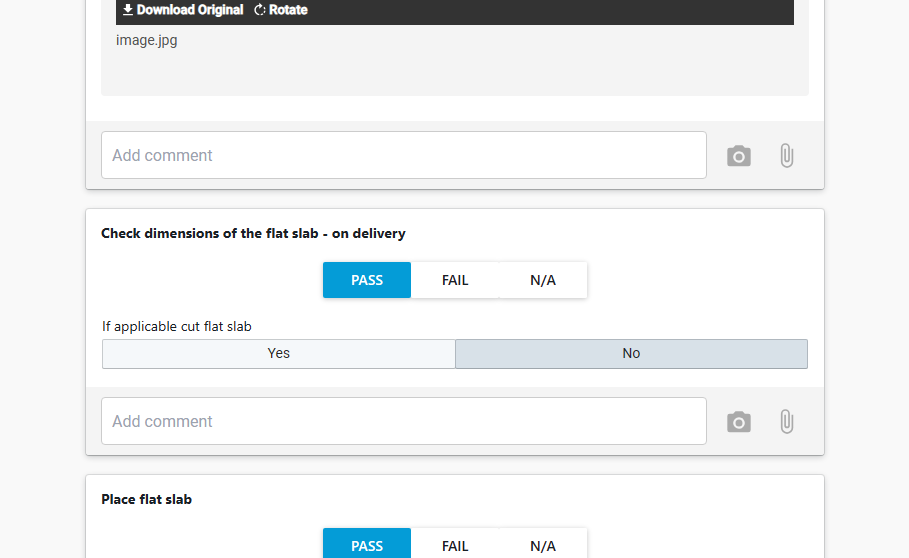 Download Original Rotate
image.jpg
Add comment
Check dimensions of the flat slab - on delivery
PASS FAIL N/A
If applicable cut flat slab
Yes No
Add comment
Place flat slab
PASS FAIL N/A